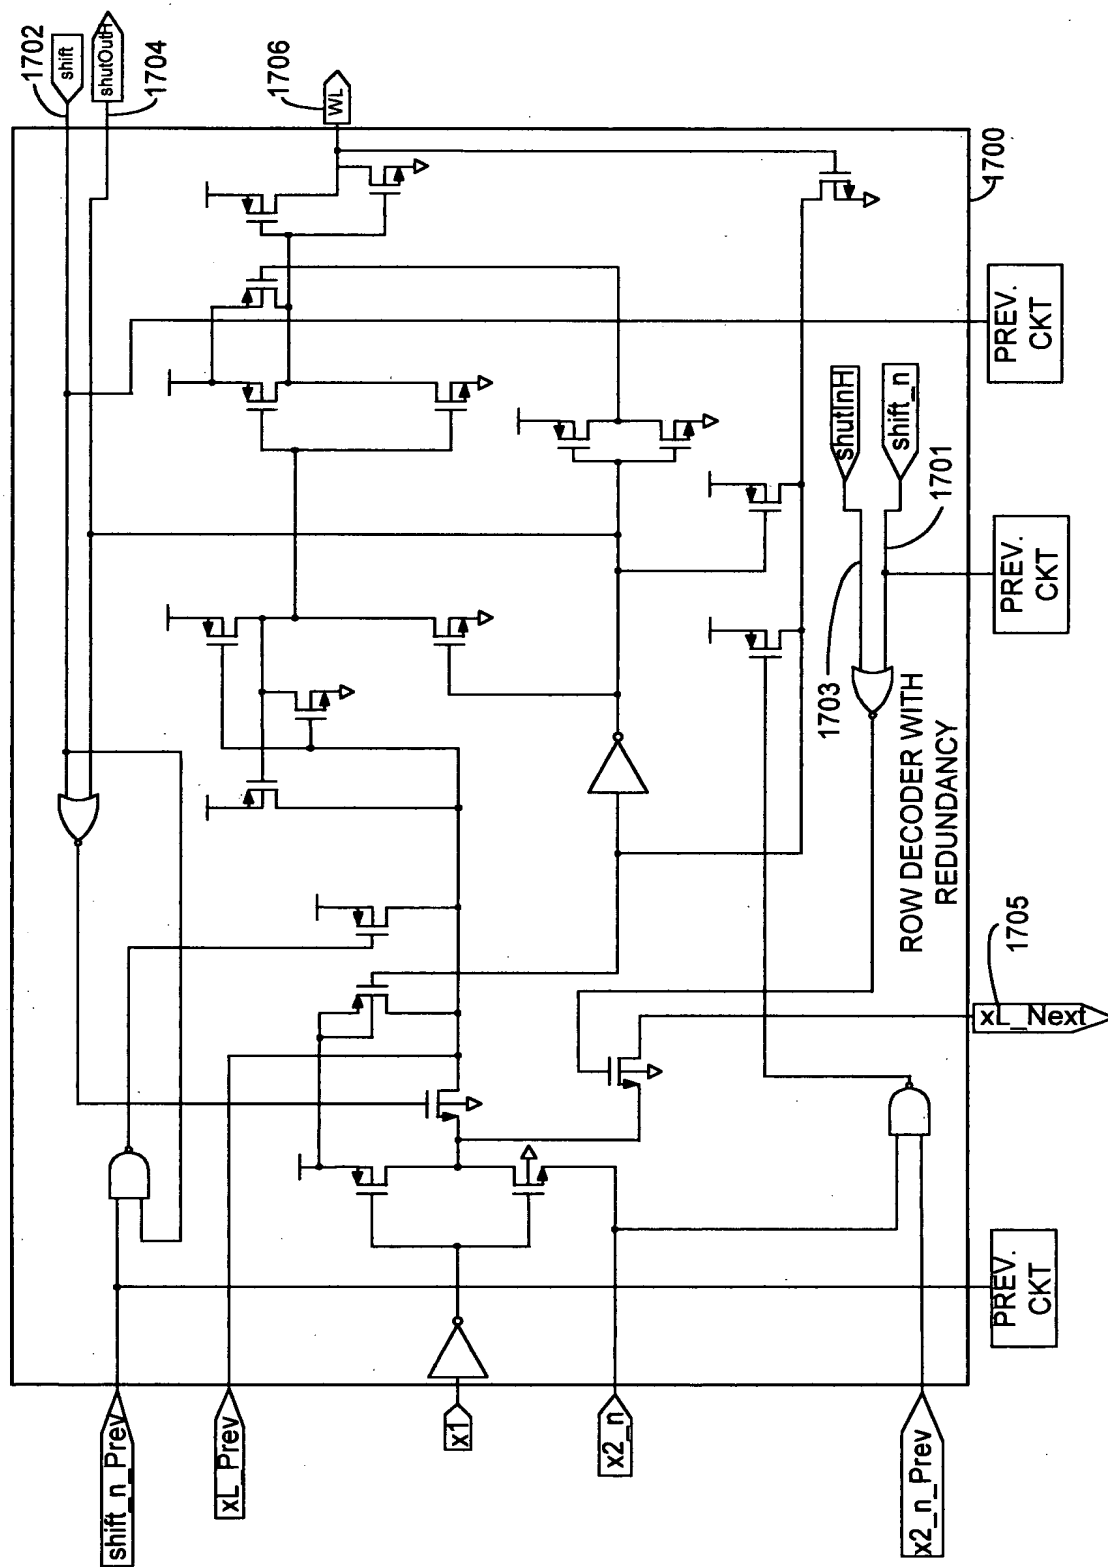 1702
shift
shutOutH
1704
1706
WL
1700
PREV.
CKT
shutInH
shift_n
1701
1703
PREV.
CKT
ROW DECODER WITH
REDUNDANCY
1705
xL_Next
PREV.
CKT
shift_n_Prev
xL_Prev
x1
x2_n
x2_n_Prev